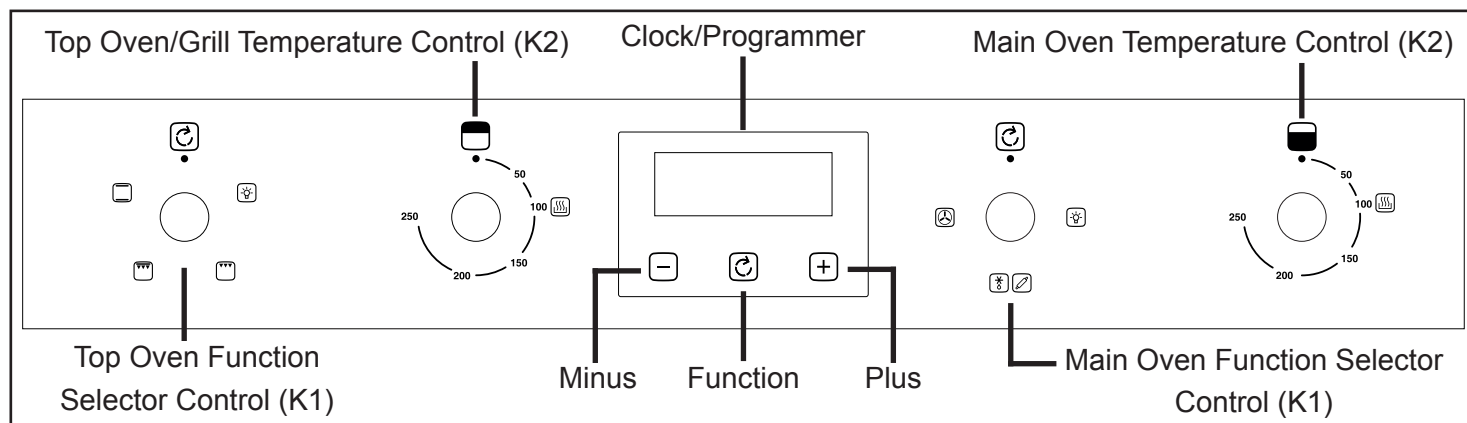 Top Oven/Grill Temperature Control (K2)
Clock/Programmer
Main Oven Temperature Control (K2)
50
100
150
200
250
50
100
150
200
250
Top Oven Function
Selector Control (K1)
Minus
Function
Plus
Main Oven Function Selector
Control (K1)